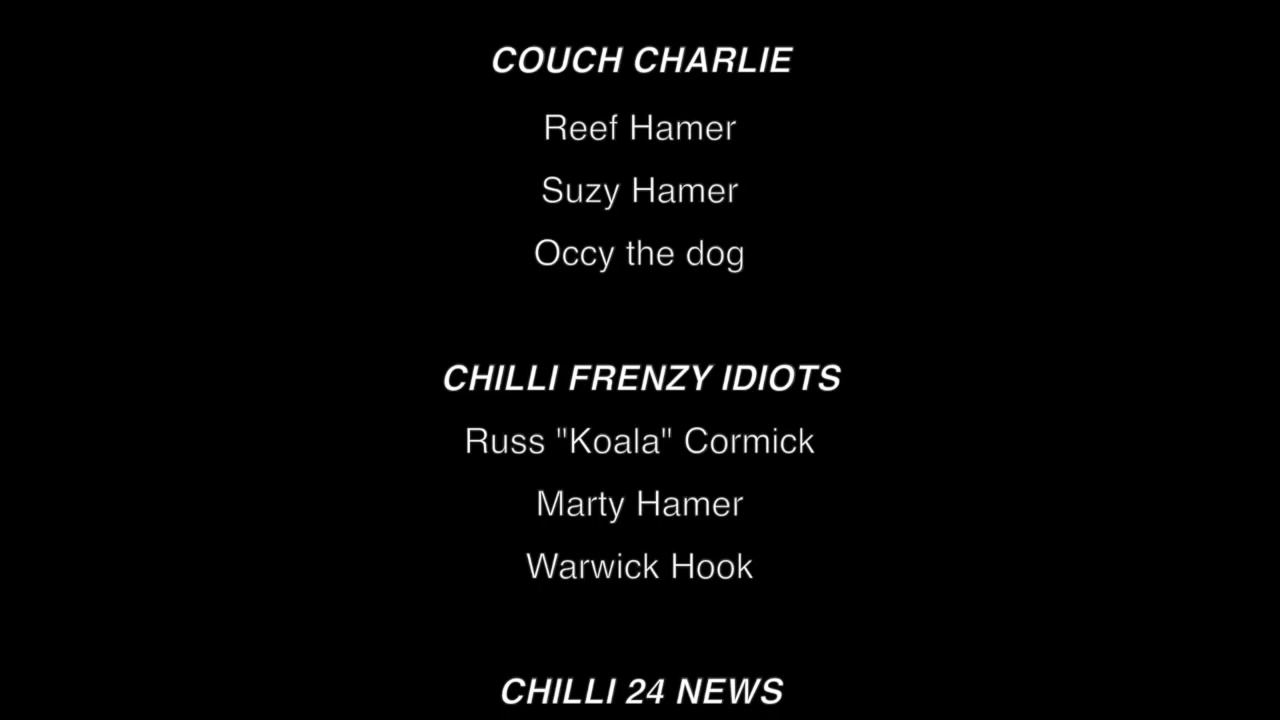 COUCH CHARLIE
Reef Hamer
Suzy Hamer
Occy the dog
CHILLI FRENZY IDIOTS
Russ "Koala" Cormick
Marty Hamer
Warwick Hook
CHILLI 24 NEWS